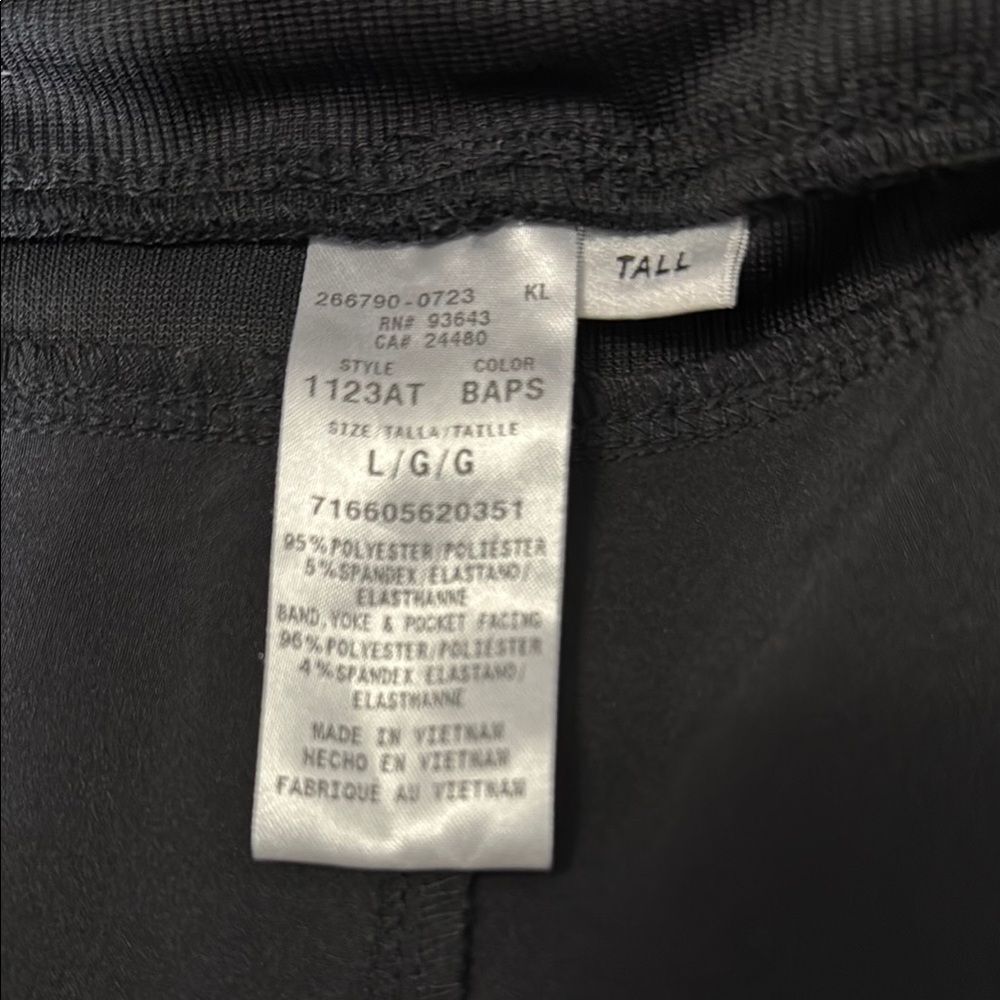 TALL
266790-0723 KL
RN# 93643
CA# 24480
STYLE COLOR
1123AT BAPS
SIZE/TALLA/TAILLE
L/G/G
716605620351
95%POLYESTER/POLIÉSTER
5%SPANDEX/ELASTANO/
ELASTHANNE
BAND, YOKE & POCKET FACING
96%POLYESTER/POLIÉSTER
4%SPANDEX/ELASTANO/
ELASTHANNE
MADE IN VIETNAM
HECHO EN VIETNAM
FABRIQUE AU VIETNAM